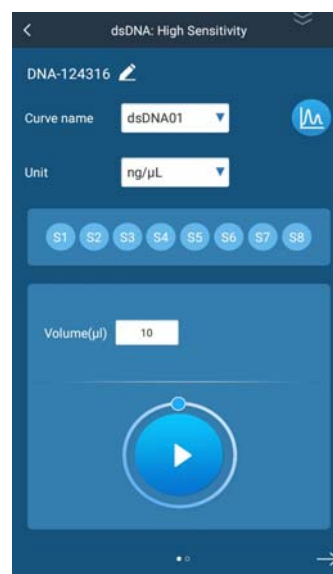 dsDNA: High Sensitivity
DNA-124316
Curve name dsDNA01
Unit ng/µL
S1 S2 S3 S4 S5 S6 S7 S8
Volume(µl) 10